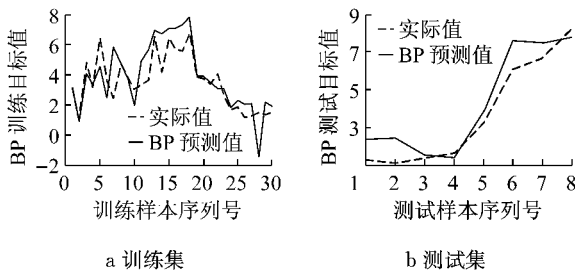 BP 训练目标值
8
6
4
2
0
−2
实际值
BP 预测值
0 5 10 15 20 25 30
训练样本序列号
a 训练集
BP 测试目标值
9
7
5
3
实际值
BP 预测值
1 2 3 4 5 6 7 8
测试样本序列号
b 测试集